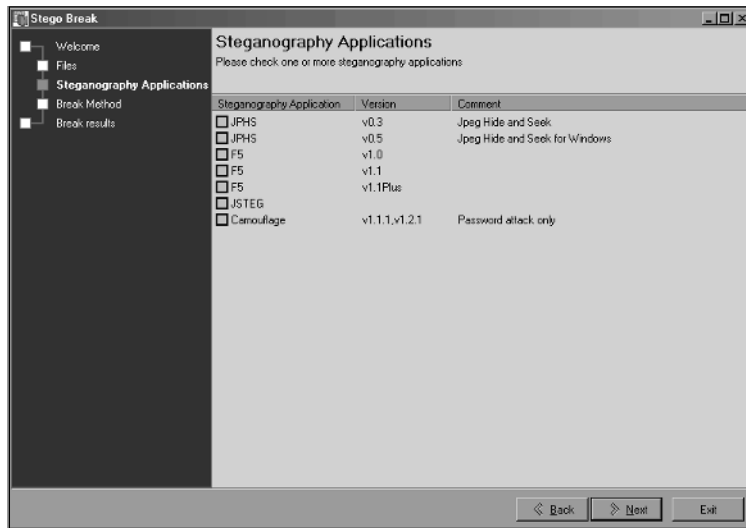 Stego Break
Welcome
Files
Steganography Applications
Break Method
Break results
Steganography Applications
Please check one or more steganography applications
Steganography Application Version Comment
JPHS v0.3 Jpeg Hide and Seek
JPHS v0.5 Jpeg Hide and Seek for Windows
F5 v1.0
F5 v1.1
F5 v1.1Plus
JSTEG
Camouflage v1.1.1,v1.2.1 Password attack only
Back Next Exit